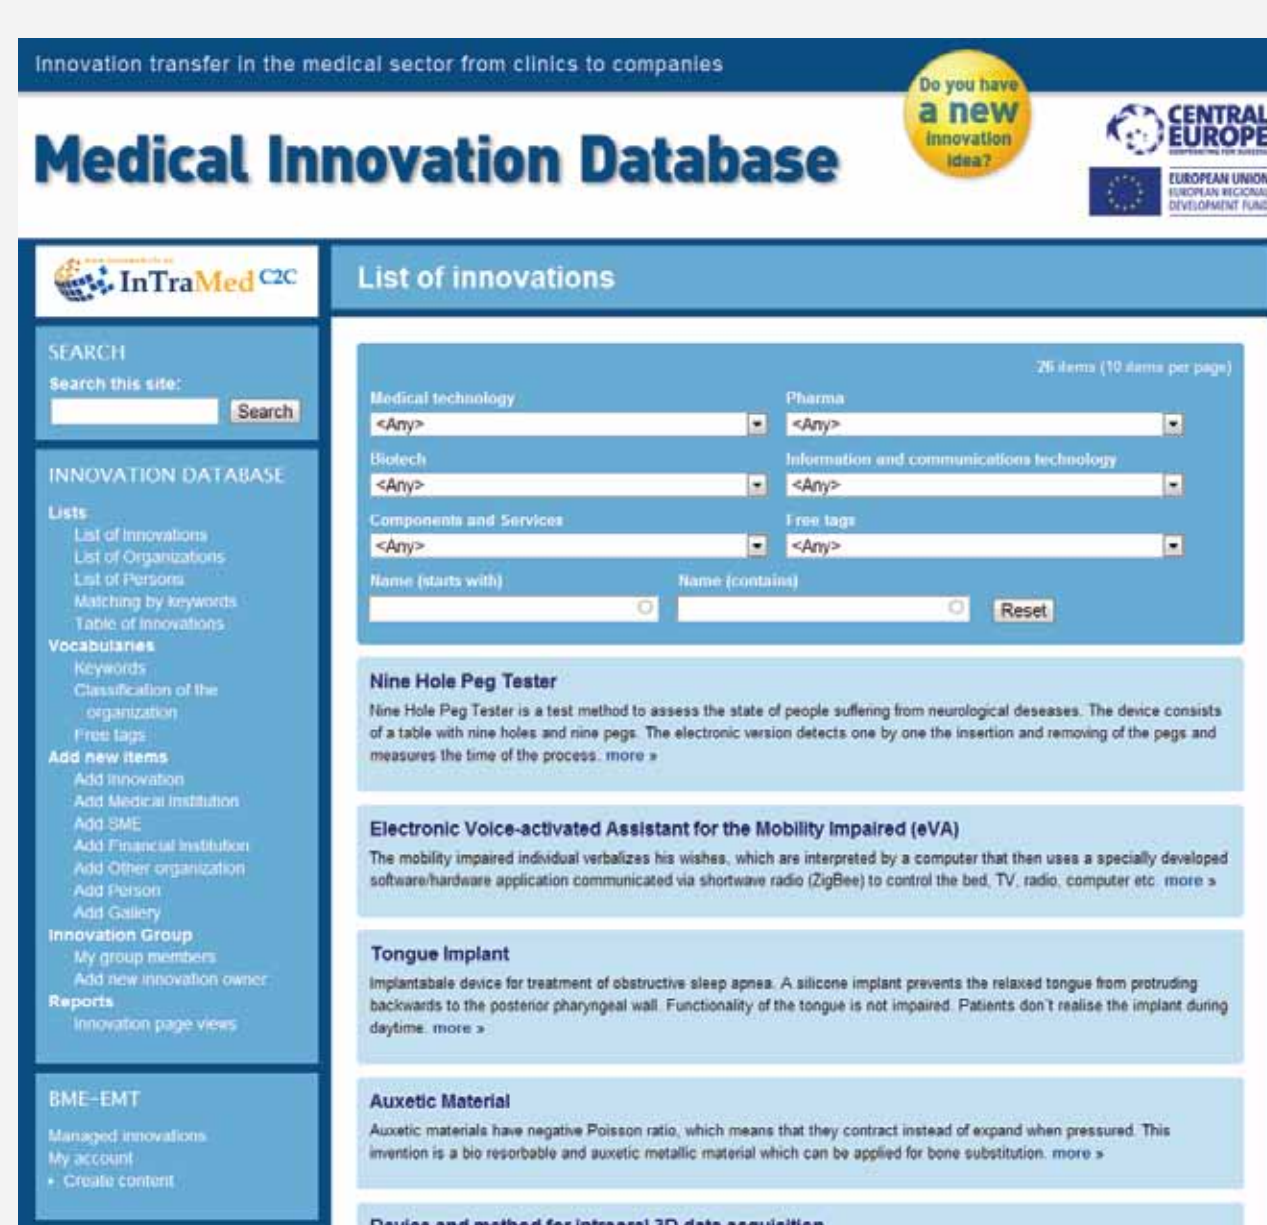 Innovation transfer in the medical sector from clinics to companies
Medical Innovation Database
Do you have
a new
innovation
idea?
CENTRAL
EUROPE
COOPERATING FOR SUCCESS
EUROPEAN UNION
EUROPEAN REGIONAL
DEVELOPMENT FUND
InTraMed C2C
SEARCH
Search this site:
Search
INNOVATION DATABASE
Lists
List of Innovations
List of Organizations
List of Persons
Matching by keywords
Table of Innovations
Vocabularies
Keywords
Classification of the
organization
Free tags
Add new items
Add Innovation
Add Medical Institution
Add SME
Add Financial Institution
Add Other organization
Add Person
Add Gallery
Innovation Group
My group members
Add new innovation owner
Reports
Innovation page views
BME-EMT
Managed innovations
My account
Create content
List of innovations
26 items (10 items per page)
Medical technology
<Any>
Pharma
<Any>
Biotech
<Any>
Information and communications technology
<Any>
Components and Services
<Any>
Free tags
<Any>
Name (starts with)
Name (contains)
Reset
Nine Hole Peg Tester
Nine Hole Peg Tester is a test method to assess the state of people suffering from neurological deseases. The device consists
of a table with nine holes and nine pegs. The electronic version detects one by one the insertion and removing of the pegs and
measures the time of the process. more »
Electronic Voice-activated Assistant for the Mobility Impaired (eVA)
The mobility impaired individual verbalizes his wishes, which are interpreted by a computer that then uses a specially developed
software/hardware application communicated via shortwave radio (ZigBee) to control the bed, TV, radio, computer etc. more »
Tongue Implant
Implantabale device for treatment of obstructive sleep apnea. A silicone implant prevents the relaxed tongue from protruding
backwards to the posterior pharyngeal wall. Functionality of the tongue is not impaired. Patients don't realise the implant during
daytime. more »
Auxetic Material
Auxetic materials have negative Poisson ratio, which means that they contract instead of expand when pressured. This
invention is a bio resorbable and auxetic metallic material which can be applied for bone substitution. more »
Device and method for intraoral 3D data acquisition